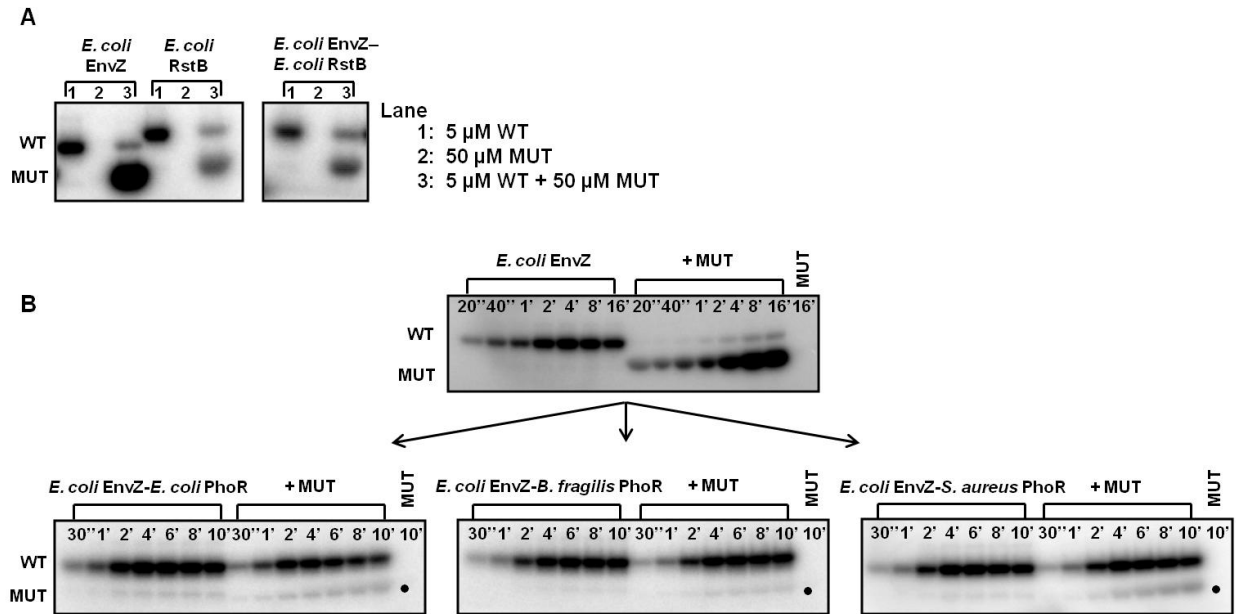 A
E. coli EnvZ
E. coli RstB
E. coli EnvZ–
E. coli RstB
1 2 3 1 2 3 1 2 3
WT
MUT
Lane
1: 5 µM WT
2: 50 µM MUT
3: 5 µM WT + 50 µM MUT
B
E. coli EnvZ + MUT MUT
20'' 40'' 1' 2' 4' 8' 16' 20'' 40'' 1' 2' 4' 8' 16' 16'
WT
MUT
E. coli EnvZ-E. coli PhoR + MUT MUT
30'' 1' 2' 4' 6' 8' 10' 30'' 1' 2' 4' 6' 8' 10' 10'
WT
MUT
E. coli EnvZ-B. fragilis PhoR + MUT MUT
30'' 1' 2' 4' 6' 8' 10' 30'' 1' 2' 4' 6' 8' 10' 10'
E. coli EnvZ-S. aureus PhoR + MUT MUT
30'' 1' 2' 4' 6' 8' 10' 30'' 1' 2' 4' 6' 8' 10' 10'